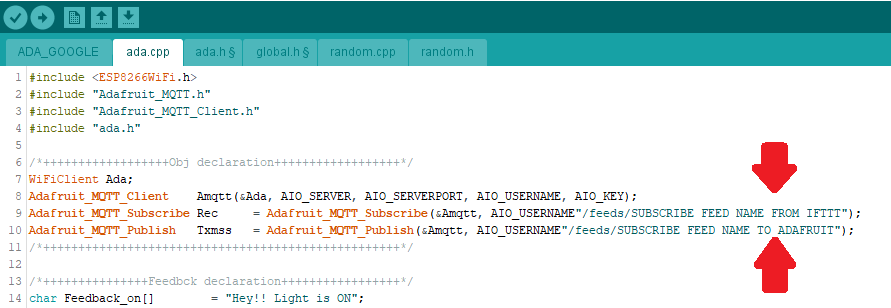 ADA_GOOGLE ada.cpp ada.h § global.h § random.cpp random.h
1 #include <ESP8266WiFi.h>
2 #include "Adafruit_MQTT.h"
3 #include "Adafruit_MQTT_Client.h"
4 #include "ada.h"
5
6 /*++++++++++++++++++Obj declaration++++++++++++++++++*/
7 WiFiClient Ada;
8 Adafruit_MQTT_Client Amqtt(&Ada, AIO_SERVER, AIO_SERVERPORT, AIO_USERNAME, AIO_KEY);
9 Adafruit_MQTT_Subscribe Rec = Adafruit_MQTT_Subscribe(&Amqtt, AIO_USERNAME"/feeds/SUBSCRIBE FEED NAME FROM IFTTT");
10 Adafruit_MQTT_Publish Txmss = Adafruit_MQTT_Publish(&Amqtt, AIO_USERNAME"/feeds/SUBSCRIBE FEED NAME TO ADAFRUIT");
11 /*+++++++++++++++++++++++++++++++++++++++++++++++++++*/
12
13 /*+++++++++++++++Feedbck declaration+++++++++++++++++*/
14 char Feedback_on[] = "Hey!! Light is ON";